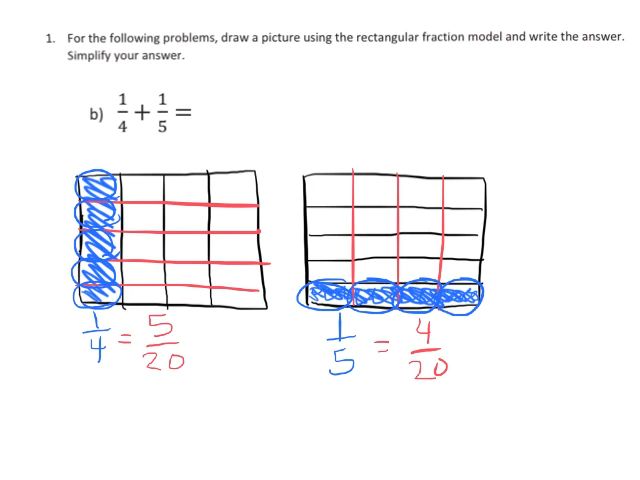 1. For the following problems, draw a picture using the rectangular fraction model and write the answer.
Simplify your answer.
b) 1/4 + 1/5 =
1/4 = 5/20
1/5 = 4/20